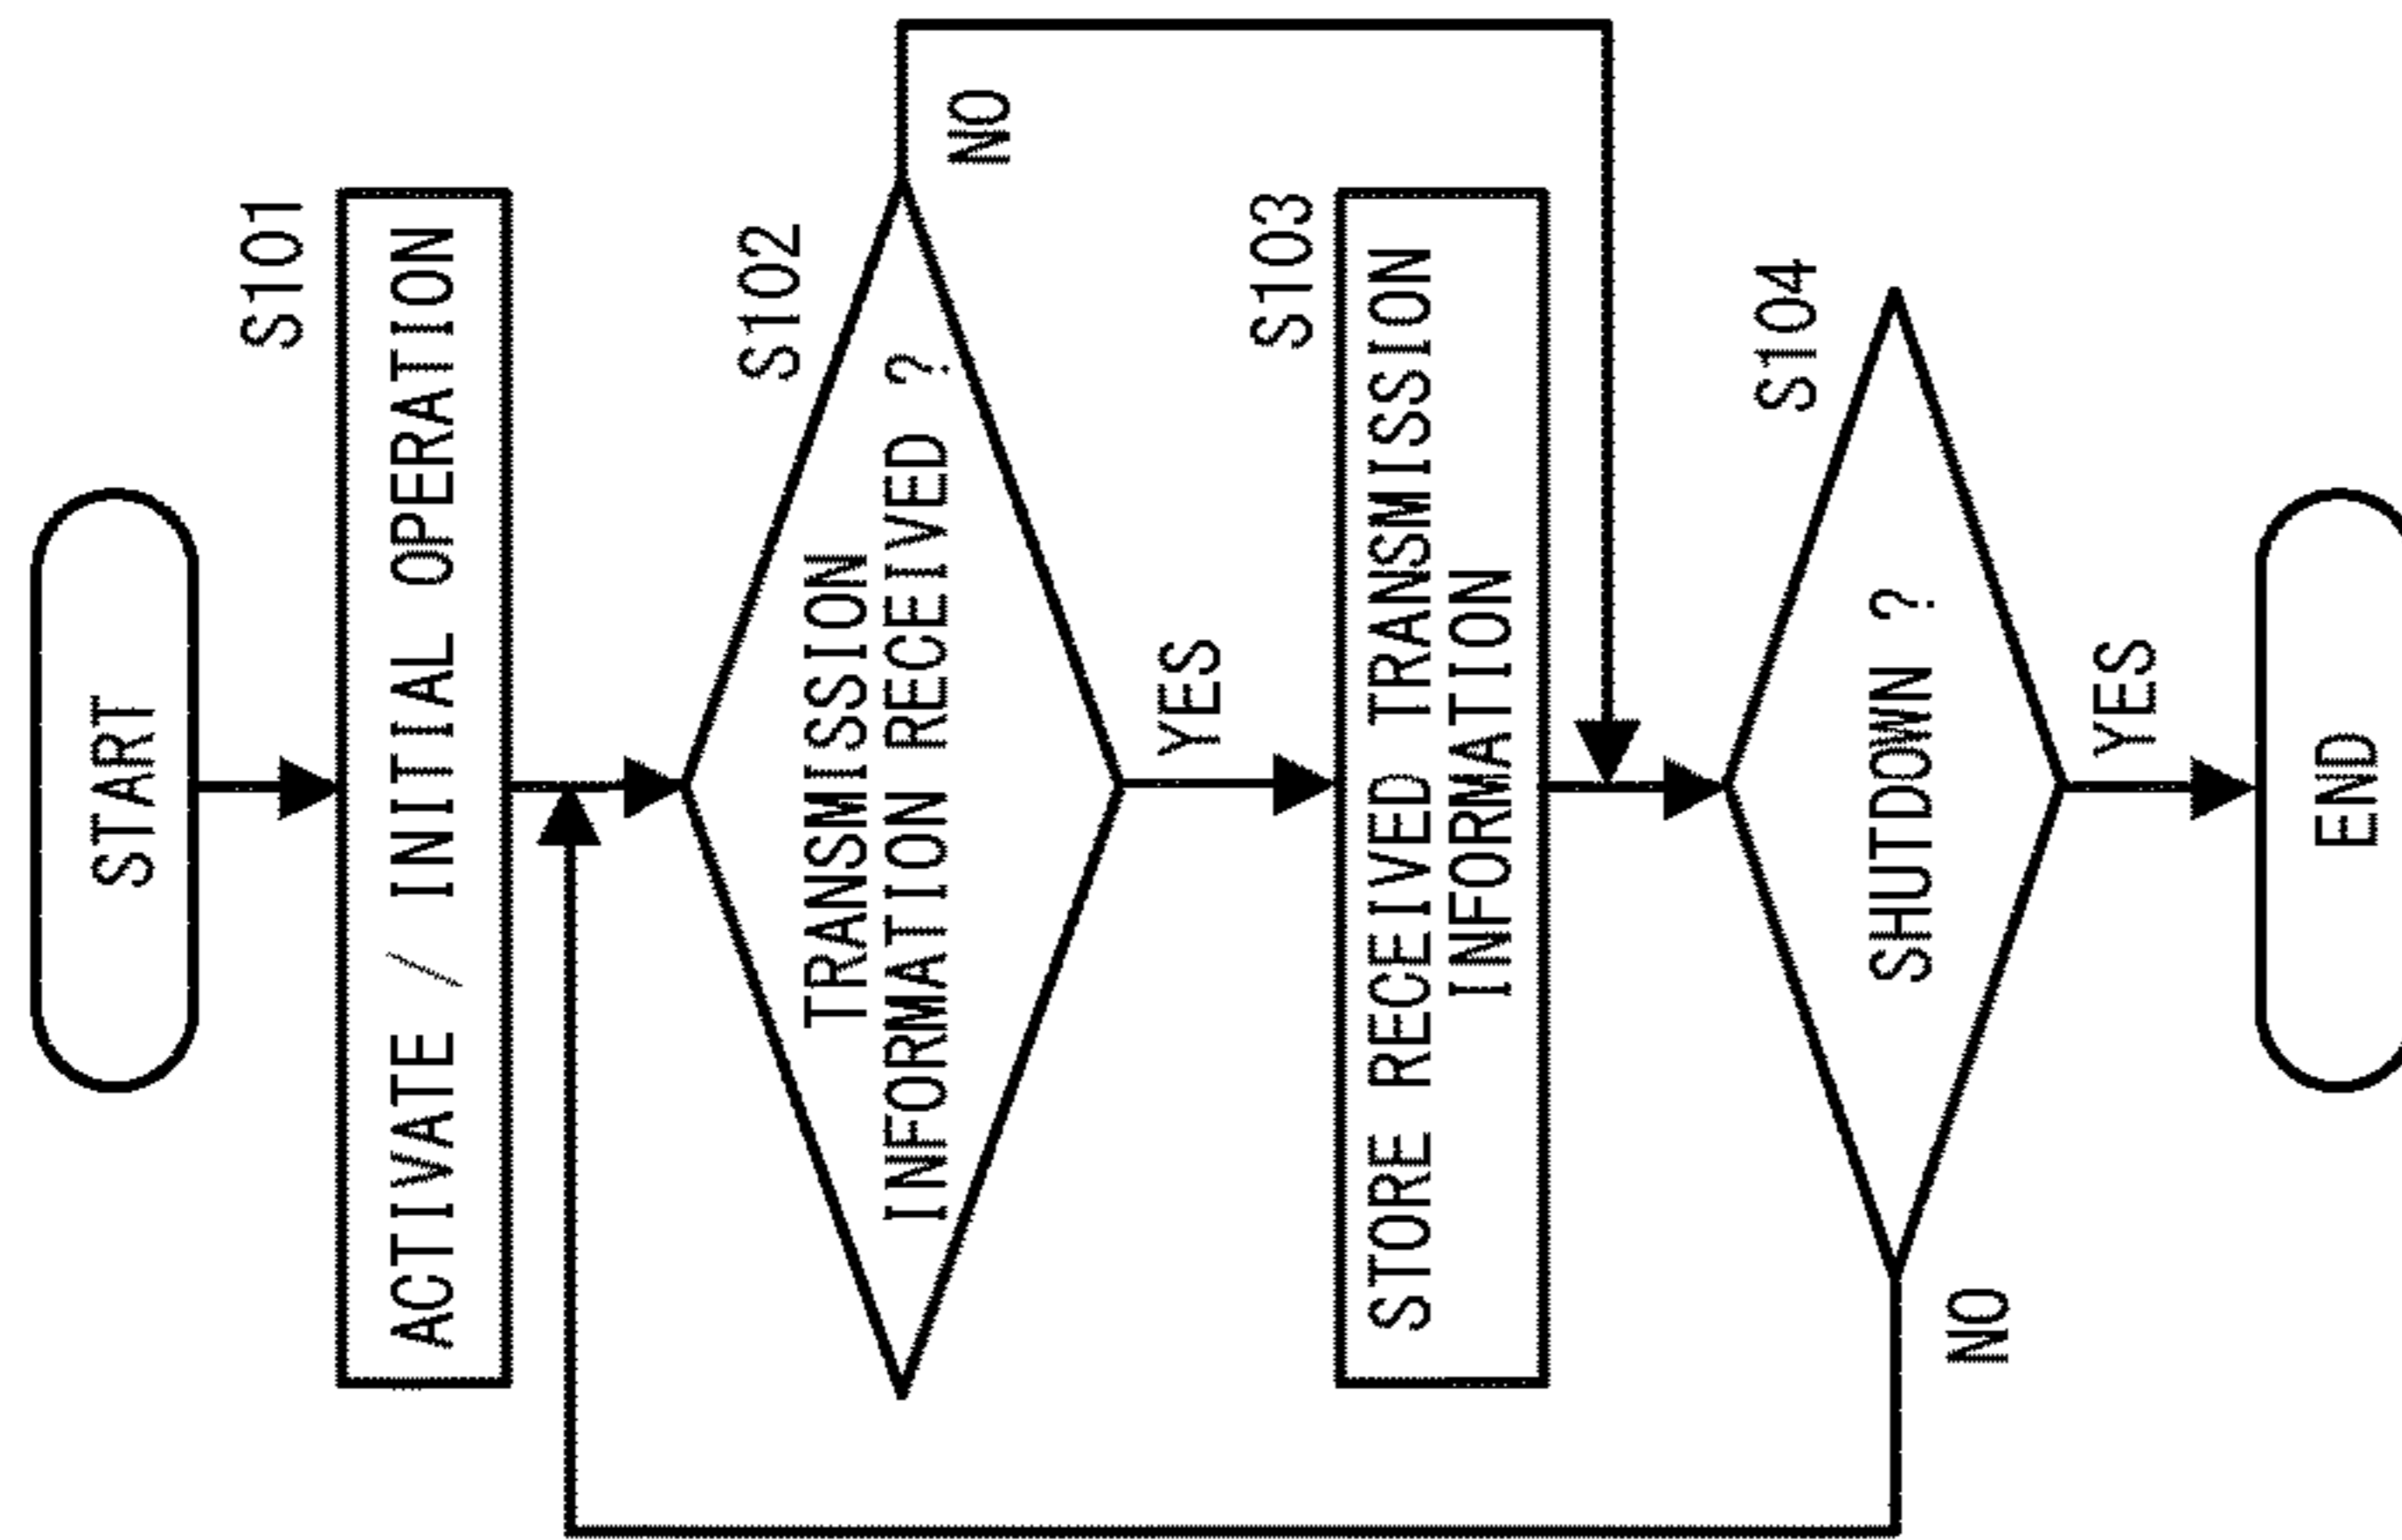 START
S101
ACTIVATE / INITIAL OPERATION
S102
TRANSMISSION
INFORMATION RECEIVED ?
NO
YES
S103
STORE RECEIVED TRANSMISSION
INFORMATION
S104
SHUTDOWN ?
NO
YES
END